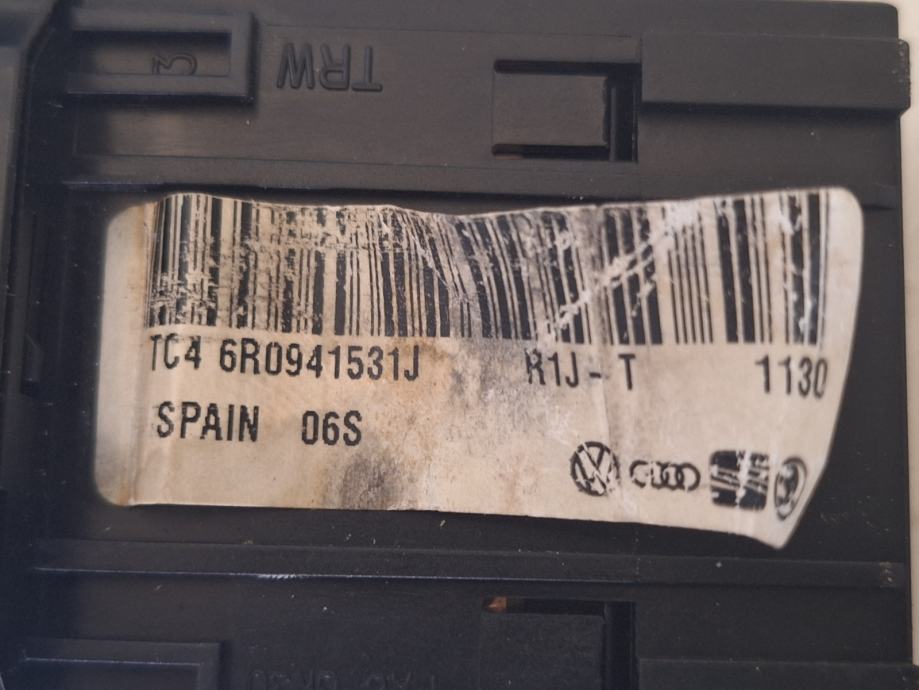 TRW
TC4 6R0941531J R1J-T 1130
SPAIN 06S